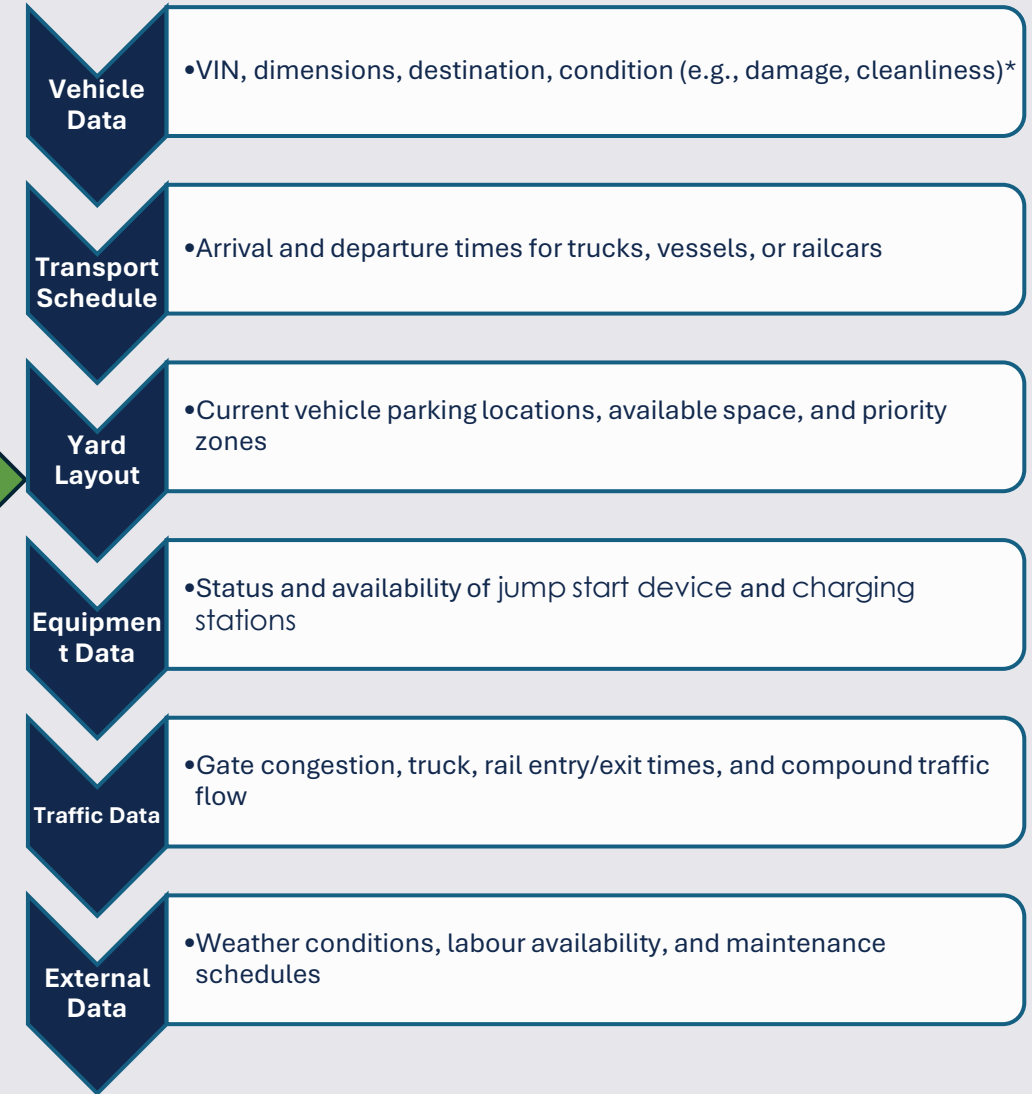 Vehicle
Data
•VIN, dimensions, destination, condition (e.g., damage, cleanliness)*
Transport
Schedule
•Arrival and departure times for trucks, vessels, or railcars
Yard
Layout
•Current vehicle parking locations, available space, and priority
zones
Equipmen
t Data
•Status and availability of jump start device and charging
stations
Traffic Data
•Gate congestion, truck, rail entry/exit times, and compound traffic
flow
External
Data
•Weather conditions, labour availability, and maintenance
schedules